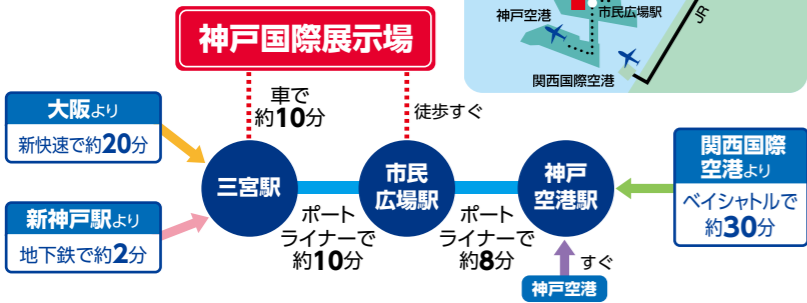 神戸国際展示場
神戸空港
市民広場駅
JR
関西国際空港
車で
約10分
徒歩すぐ
大阪より
新快速で約20分
新神戸駅より
地下鉄で約2分
三宮駅
ポート
ライナーで
約10分
市民
広場駅
ポート
ライナーで
約8分
神戸
空港駅
すぐ
神戸空港
関西国際
空港より
ベイシャトルで
約30分